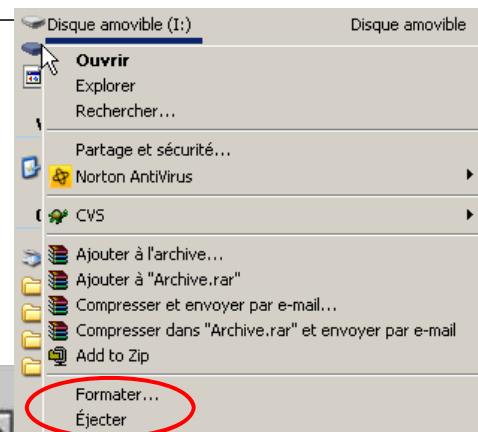 Disque amovible (I:) Disque amovible
Ouvrir
Explorer
Rechercher...
Partage et sécurité...
Norton AntiVirus
CVS
Ajouter à l'archive...
Ajouter à "Archive.rar"
Compresser et envoyer par e-mail...
Compresser dans "Archive.rar" et envoyer par e-mail
Add to Zip
Formater...
Éjecter